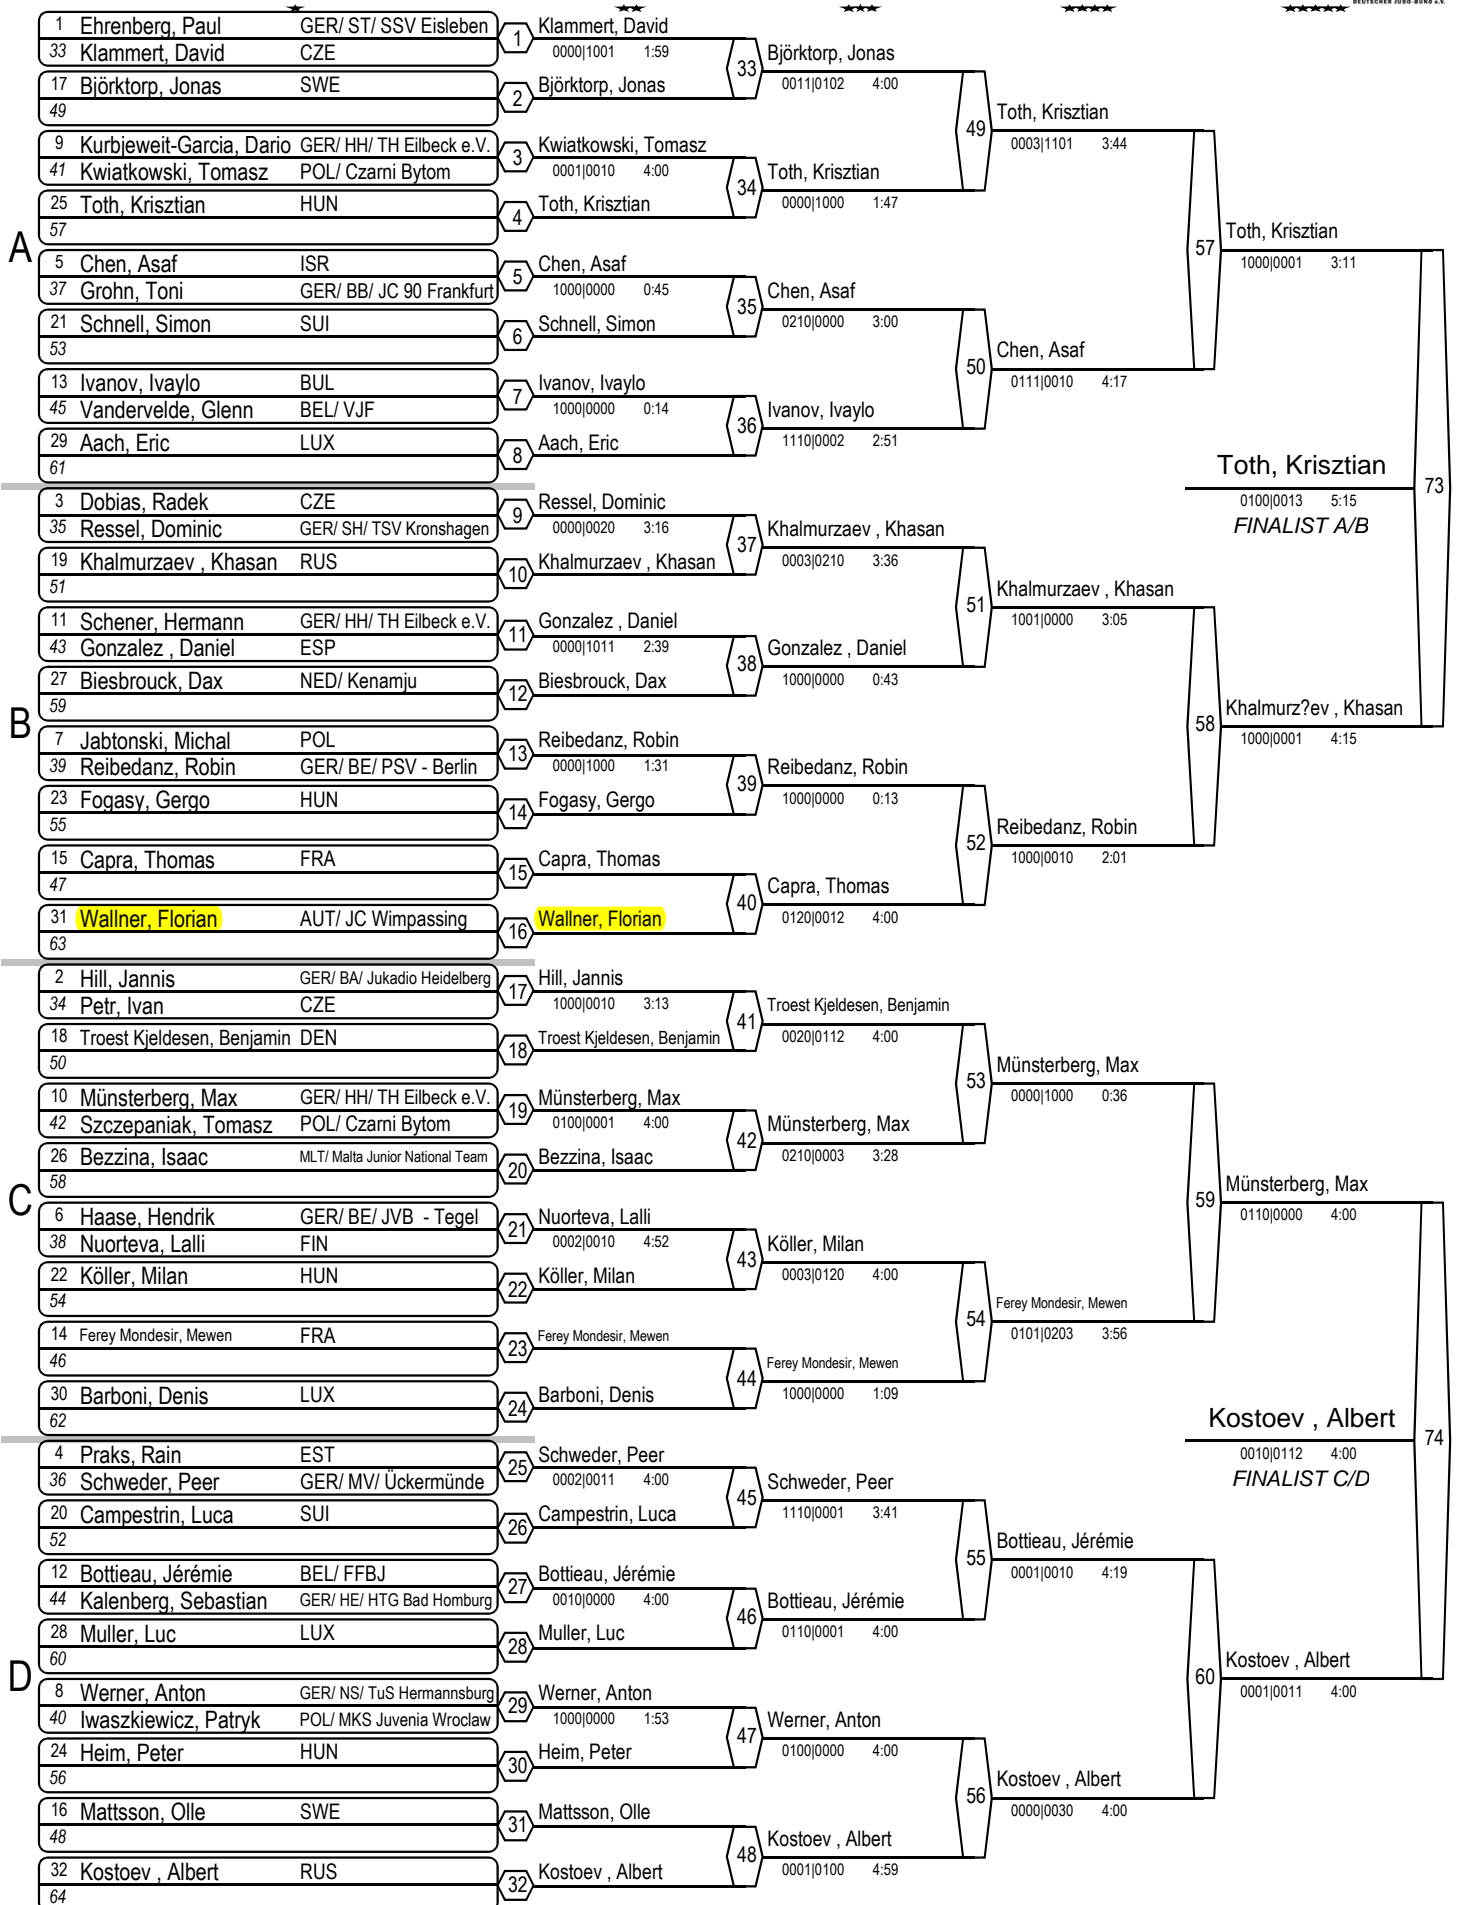 DEUTSCHER JUDO-BUND e.V.
A
1 Ehrenberg, Paul GER/ ST/ SSV Eisleben
33 Klammert, David CZE
17 Björktorp, Jonas SWE
49
9 Kurbjeweit-Garcia, Dario GER/ HH/ TH Eilbeck e.V.
41 Kwiatkowski, Tomasz POL/ Czarni Bytom
25 Toth, Krisztian HUN
57
5 Chen, Asaf ISR
37 Grohn, Toni GER/ BB/ JC 90 Frankfurt
21 Schnell, Simon SUI
53
13 Ivanov, Ivaylo BUL
45 Vandervelde, Glenn BEL/ VJF
29 Aach, Eric LUX
61
B
3 Dobias, Radek CZE
35 Ressel, Dominic GER/ SH/ TSV Kronshagen
19 Khalmurzaev , Khasan RUS
51
11 Schener, Hermann GER/ HH/ TH Eilbeck e.V.
43 Gonzalez , Daniel ESP
27 Biesbrouck, Dax NED/ Kenamju
59
7 Jabtonski, Michal POL
39 Reibedanz, Robin GER/ BE/ PSV - Berlin
23 Fogasy, Gergo HUN
55
15 Capra, Thomas FRA
47
31 Wallner, Florian AUT/ JC Wimpassing
63
C
2 Hill, Jannis GER/ BA/ Jukadio Heidelberg
34 Petr, Ivan CZE
18 Troest Kjeldesen, Benjamin DEN
50
10 Münsterberg, Max GER/ HH/ TH Eilbeck e.V.
42 Szczepaniak, Tomasz POL/ Czarni Bytom
26 Bezzina, Isaac MLT/ Malta Junior National Team
58
6 Haase, Hendrik GER/ BE/ JVB - Tegel
38 Nuorteva, Lalli FIN
22 Köller, Milan HUN
54
14 Ferey Mondesir, Mewen FRA
46
30 Barboni, Denis LUX
62
D
4 Praks, Rain EST
36 Schweder, Peer GER/ MV/ Ückermünde
20 Campestrin, Luca SUI
52
12 Bottieau, Jérémie BEL/ FFBJ
44 Kalenberg, Sebastian GER/ HE/ HTG Bad Homburg
28 Muller, Luc LUX
60
8 Werner, Anton GER/ NS/ TuS Hermannsburg
40 Iwaszkiewicz, Patryk POL/ MKS Juvenia Wroclaw
24 Heim, Peter HUN
56
16 Mattsson, Olle SWE
48
32 Kostoev , Albert RUS
64
1 Klammert, David
0000|1001 1:59
2 Björktorp, Jonas
3 Kwiatkowski, Tomasz
0001|0010 4:00
4 Toth, Krisztian
5 Chen, Asaf
1000|0000 0:45
6 Schnell, Simon
7 Ivanov, Ivaylo
1000|0000 0:14
8 Aach, Eric
9 Ressel, Dominic
0000|0020 3:16
10 Khalmurzaev , Khasan
11 Gonzalez , Daniel
0000|1011 2:39
12 Biesbrouck, Dax
13 Reibedanz, Robin
0000|1000 1:31
14 Fogasy, Gergo
15 Capra, Thomas
16 Wallner, Florian
17 Hill, Jannis
1000|0010 3:13
18 Troest Kjeldesen, Benjamin
19 Münsterberg, Max
0100|0001 4:00
20 Bezzina, Isaac
21 Nuorteva, Lalli
0002|0010 4:52
22 Köller, Milan
23 Ferey Mondesir, Mewen
24 Barboni, Denis
25 Schweder, Peer
0002|0011 4:00
26 Campestrin, Luca
27 Bottieau, Jérémie
0010|0000 4:00
28 Muller, Luc
29 Werner, Anton
1000|0000 1:53
30 Heim, Peter
31 Mattsson, Olle
32 Kostoev , Albert
33 Björktorp, Jonas
0011|0102 4:00
34 Toth, Krisztian
0000|1000 1:47
35 Chen, Asaf
0210|0000 3:00
36 Ivanov, Ivaylo
1110|0002 2:51
37 Khalmurzaev , Khasan
0003|0210 3:36
38 Gonzalez , Daniel
1000|0000 0:43
39 Reibedanz, Robin
1000|0000 0:13
40 Capra, Thomas
0120|0012 4:00
41 Troest Kjeldesen, Benjamin
0020|0112 4:00
42 Münsterberg, Max
0210|0003 3:28
43 Köller, Milan
0003|0120 4:00
44 Ferey Mondesir, Mewen
1000|0000 1:09
45 Schweder, Peer
1110|0001 3:41
46 Bottieau, Jérémie
0110|0001 4:00
47 Werner, Anton
0100|0000 4:00
48 Kostoev , Albert
0001|0100 4:59
49 Toth, Krisztian
0003|1101 3:44
50 Chen, Asaf
0111|0010 4:17
51 Khalmurzaev , Khasan
1001|0000 3:05
52 Reibedanz, Robin
1000|0010 2:01
53 Münsterberg, Max
0000|1000 0:36
54 Ferey Mondesir, Mewen
0101|0203 3:56
55 Bottieau, Jérémie
0001|0010 4:19
56 Kostoev , Albert
0000|0030 4:00
57 Toth, Krisztian
1000|0001 3:11
58 Khalmurz?ev , Khasan
1000|0001 4:15
59 Münsterberg, Max
0110|0000 4:00
60 Kostoev , Albert
0001|0011 4:00
Toth, Krisztian 73
0100|0013 5:15
FINALIST A/B
Kostoev , Albert 74
0010|0112 4:00
FINALIST C/D